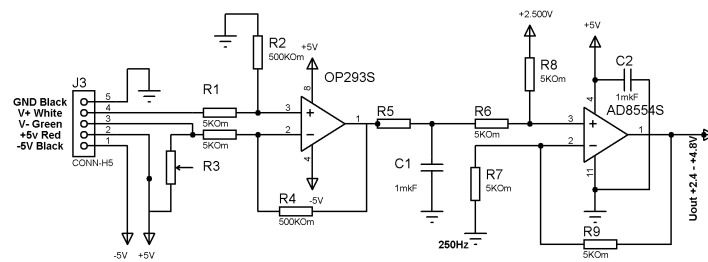 J3
GND Black
V+ White
V- Green
+5v Red
-5V Black
5
4
3
2
1
CONN-H5
-5V
+5V
R1
5KOm
5KOm
R3
R2
500KOm
R4
500KOm
+5V
OP293S
8
3
2
1
4
-5V
R5
C1
1mkF
R6
5KOm
+2.500V
R8
5KOm
R7
5KOm
250Hz
+5V
C2
1mkF
AD8554S
4
3
2
1
11
R9
5KOm
Uout +2.4 - +4.8V